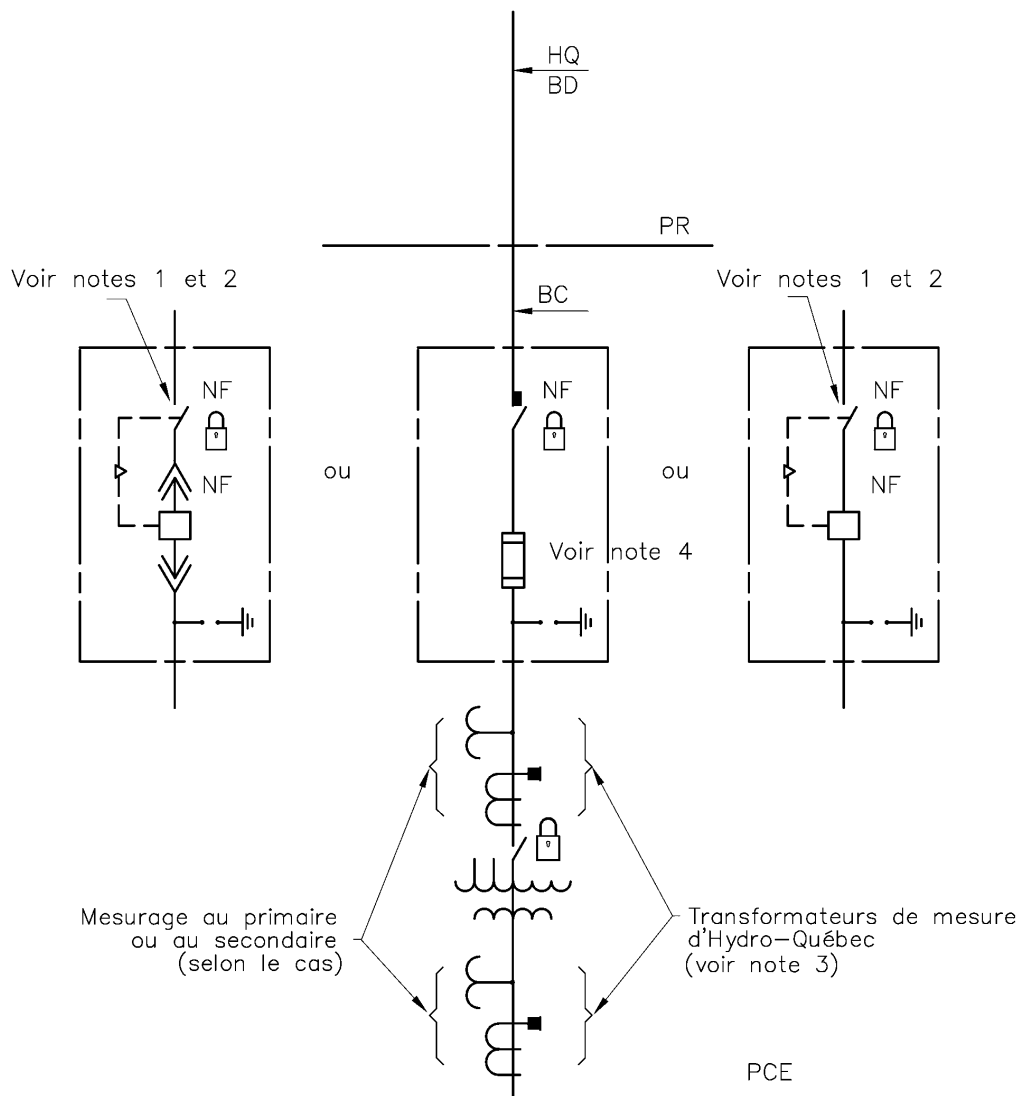 HQ
BD
PR
Voir notes 1 et 2
BC
Voir notes 1 et 2
NF
NF
NF
ou
ou
NF
NF
Voir note 4
Mesurage au primaire
ou au secondaire
(selon le cas)
Transformateurs de mesure
d'Hydro-Québec
(voir note 3)
PCE